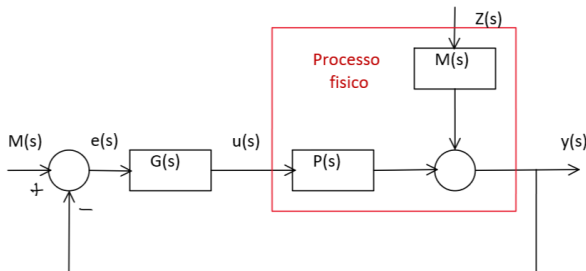 Z(s)
Processo
fisico
M(s)
M(s)
e(s)
G(s)
u(s)
P(s)
y(s)
+
−